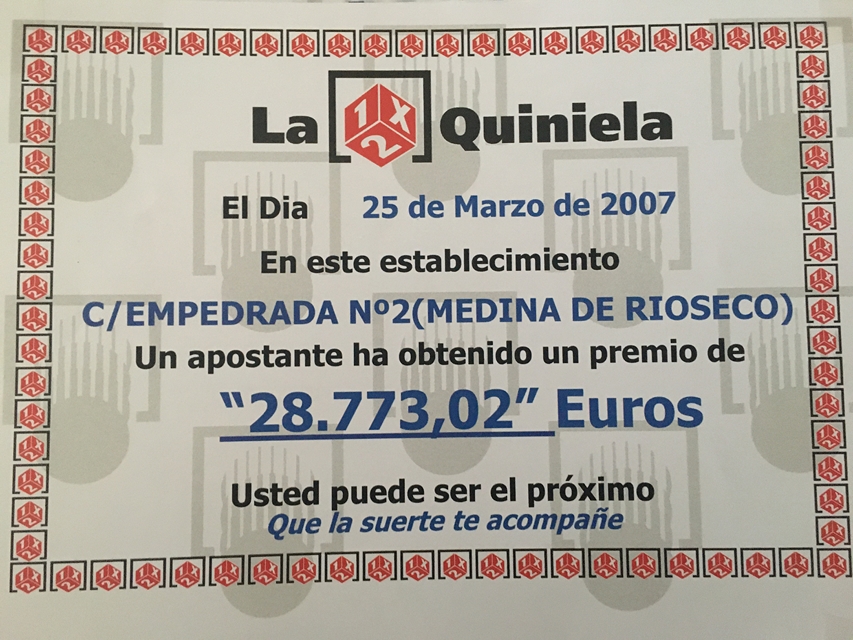 La 1X2 Quiniela
El Dia 25 de Marzo de 2007
En este establecimiento
C/EMPEDRADA Nº2(MEDINA DE RIOSECO)
Un apostante ha obtenido un premio de
"28.773,02" Euros
Usted puede ser el próximo
Que la suerte te acompañe